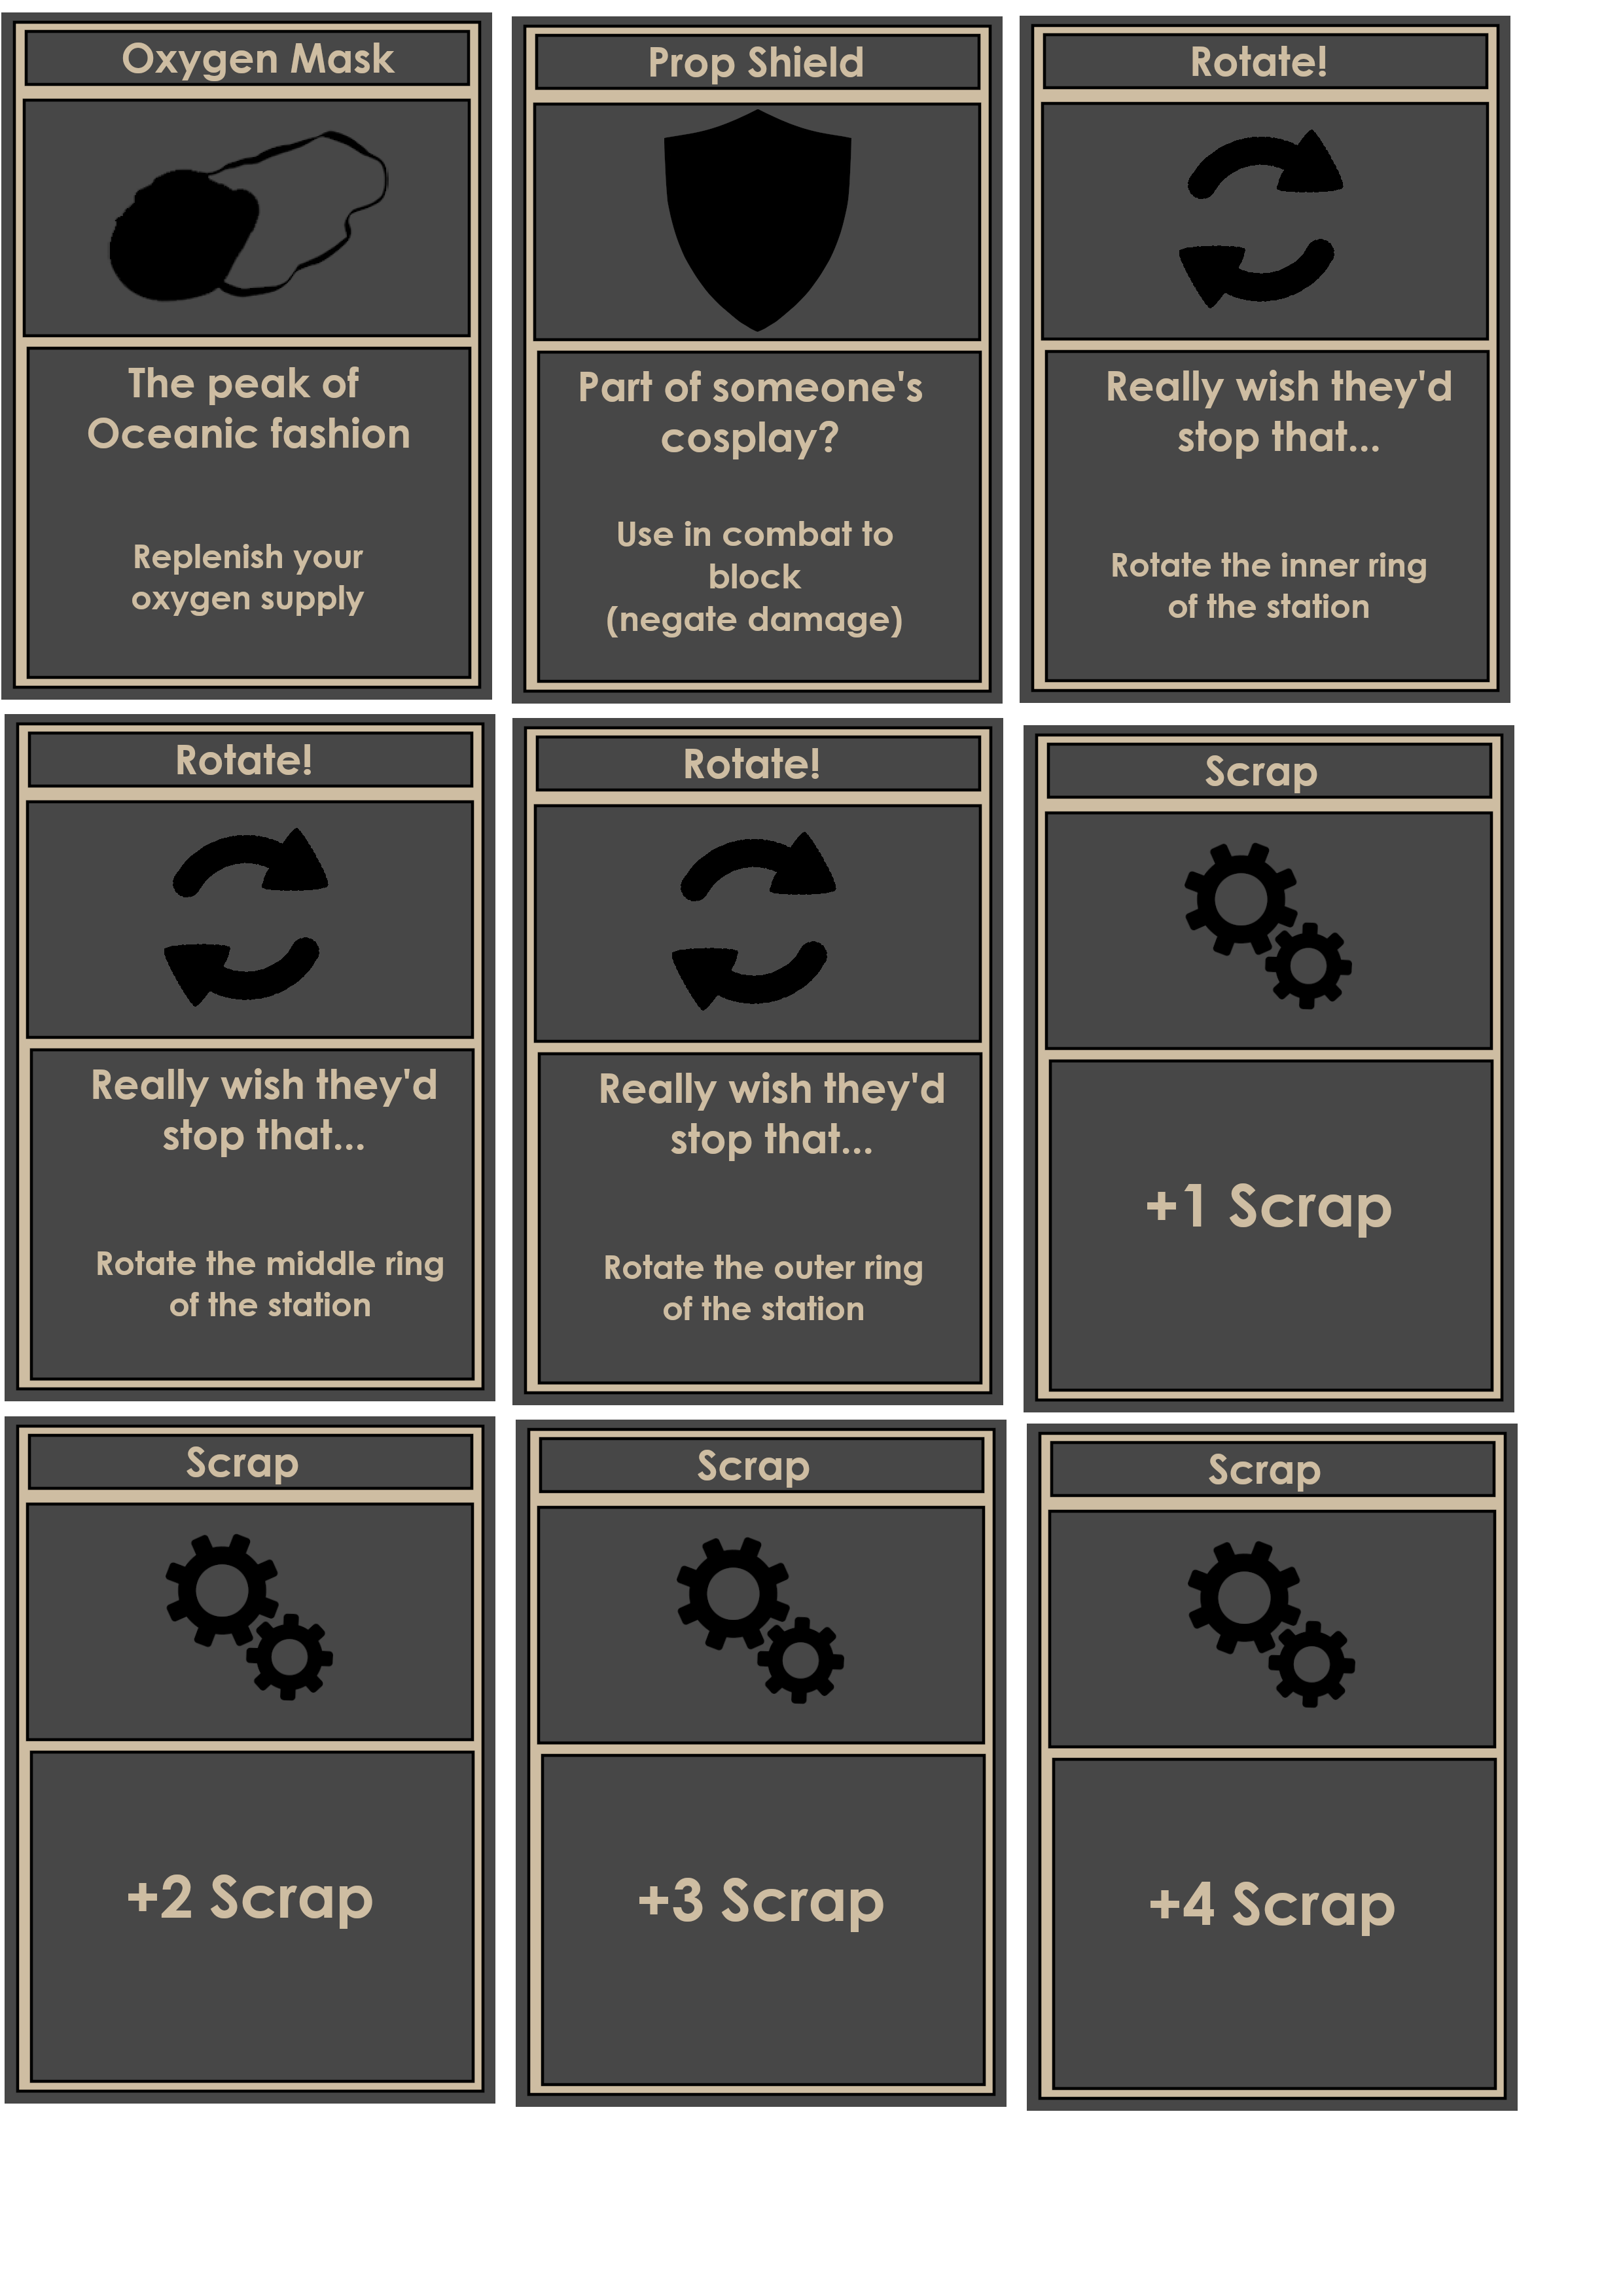 Oxygen Mask
The peak of
Oceanic fashion
Replenish your
oxygen supply
Prop Shield
Part of someone's
cosplay?
Use in combat to
block
(negate damage)
Rotate!
Really wish they'd
stop that...
Rotate the inner ring
of the station
Rotate!
Really wish they'd
stop that...
Rotate the middle ring
of the station
Rotate!
Really wish they'd
stop that...
Rotate the outer ring
of the station
Scrap
+1 Scrap
Scrap
+2 Scrap
Scrap
+3 Scrap
Scrap
+4 Scrap